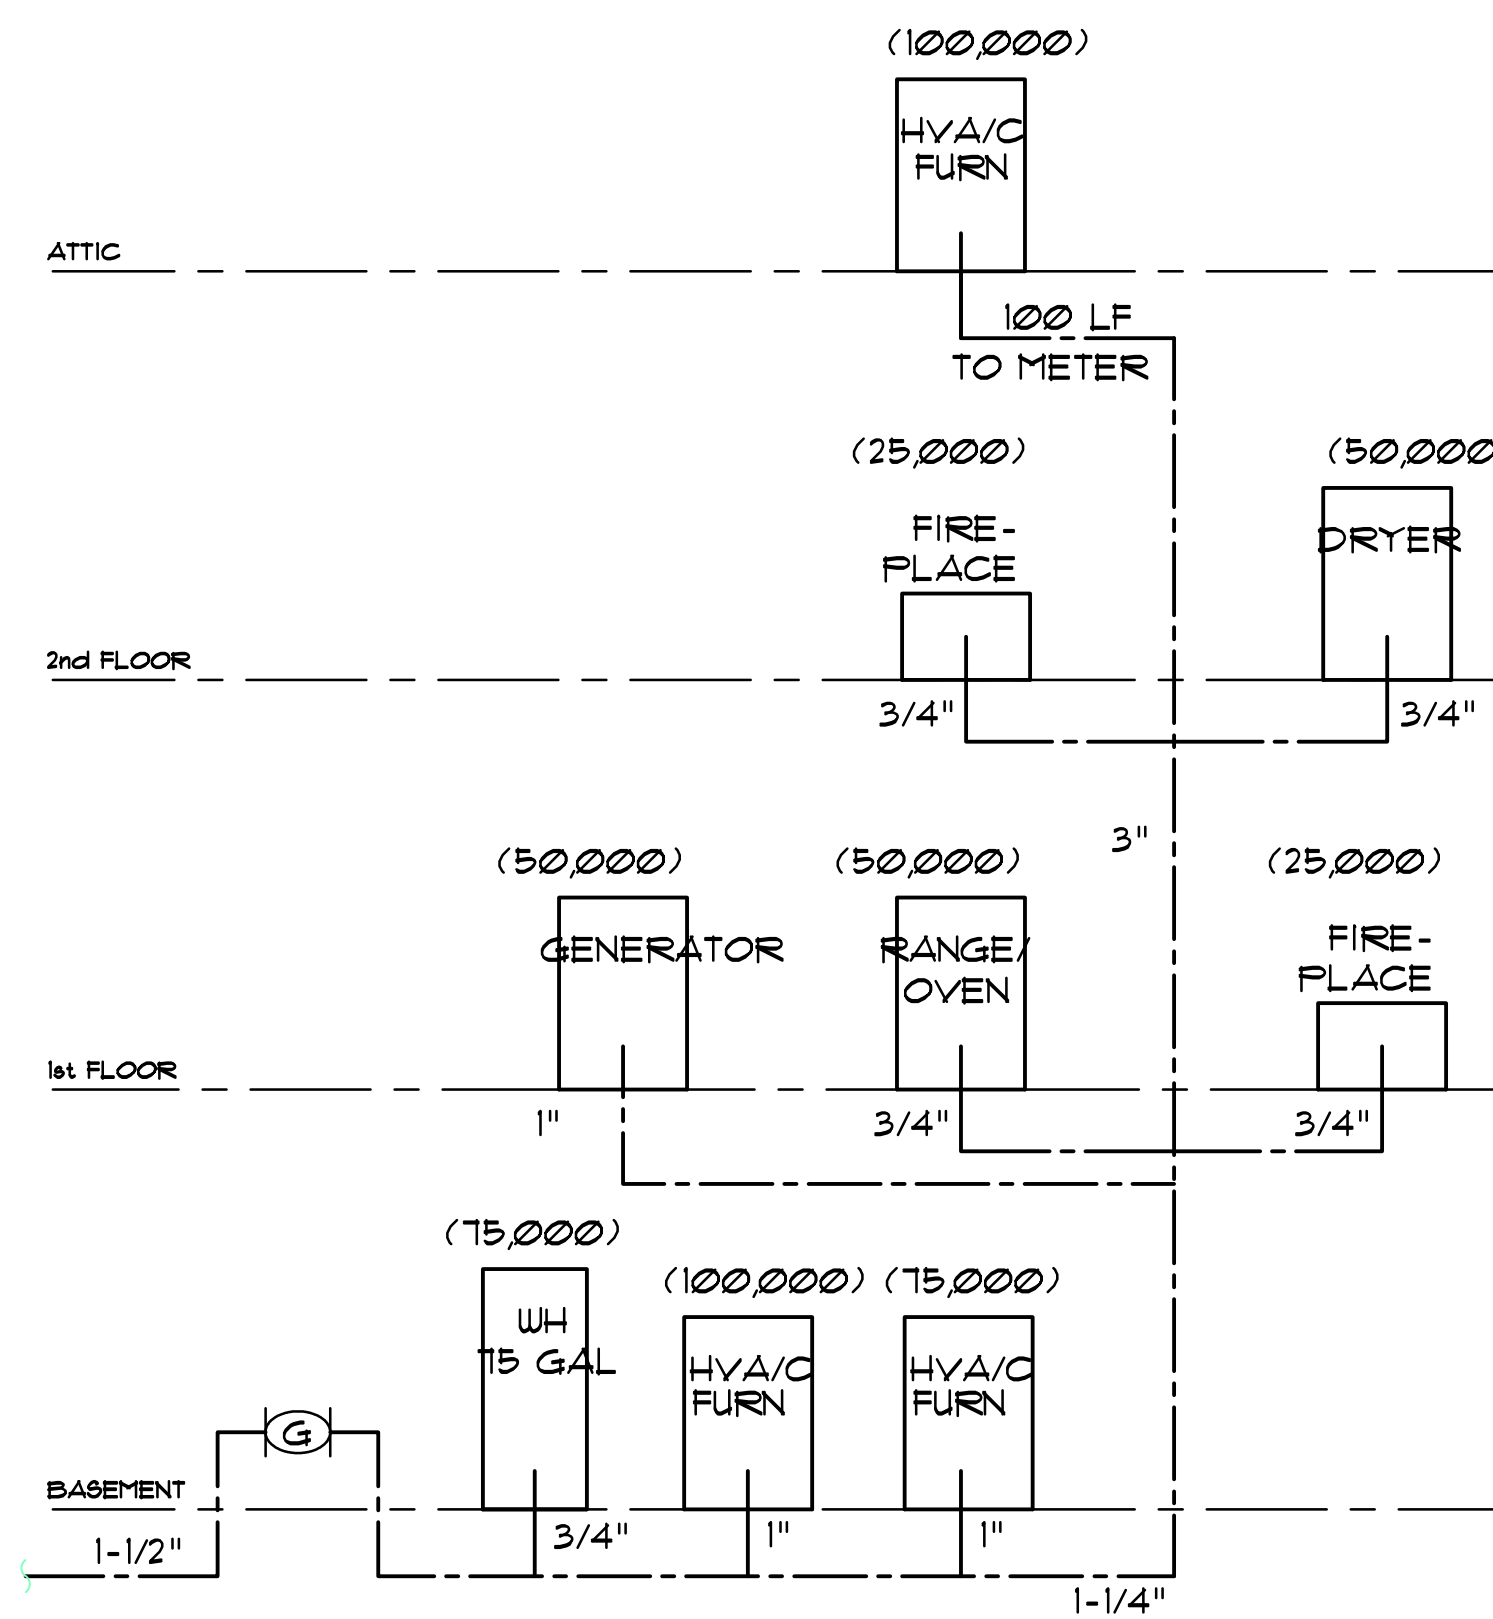 (100,000)
HVA/C
FURN
ATTIC
100 LF
TO METER
(25,000)
(50,000
FIRE-
PLACE
DRYER
2nd FLOOR
3/4"
3/4"
3"
(50,000)
(50,000)
(25,000)
GENERATOR
RANGE/
OVEN
FIRE-
PLACE
1st FLOOR
1"
3/4"
3/4"
(75,000)
(100,000)
(75,000)
WH
75 GAL
HVA/C
FURN
HVA/C
FURN
G
BASEMENT
1-1/2"
3/4"
1"
1"
1-1/4"